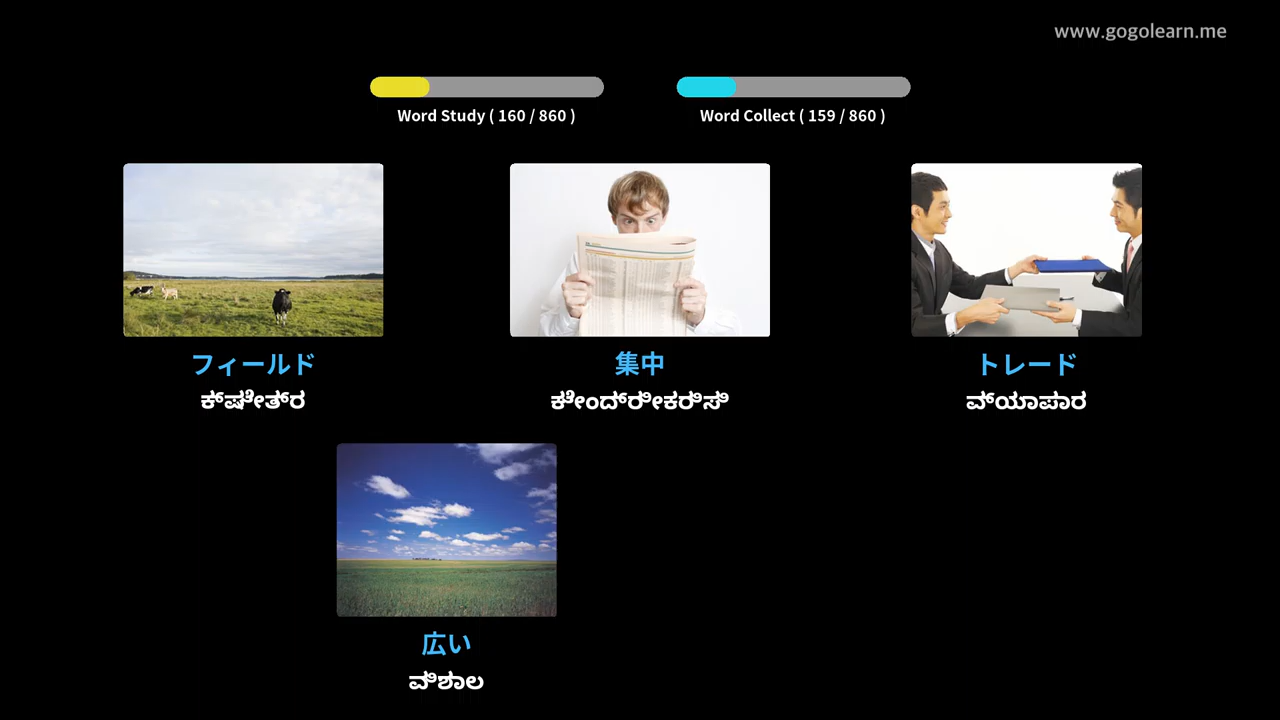 www.gogolearn.me
Word Study ( 160 / 860 )
Word Collect ( 159 / 860 )
フィールド
集中
トレード
ಕ್ಷೇತ್ರ
ಕೇಂದ್ರೀಕರಿಸಿ
ವ್ಯಾಪಾರ
広い
ವಿಶಾಲ